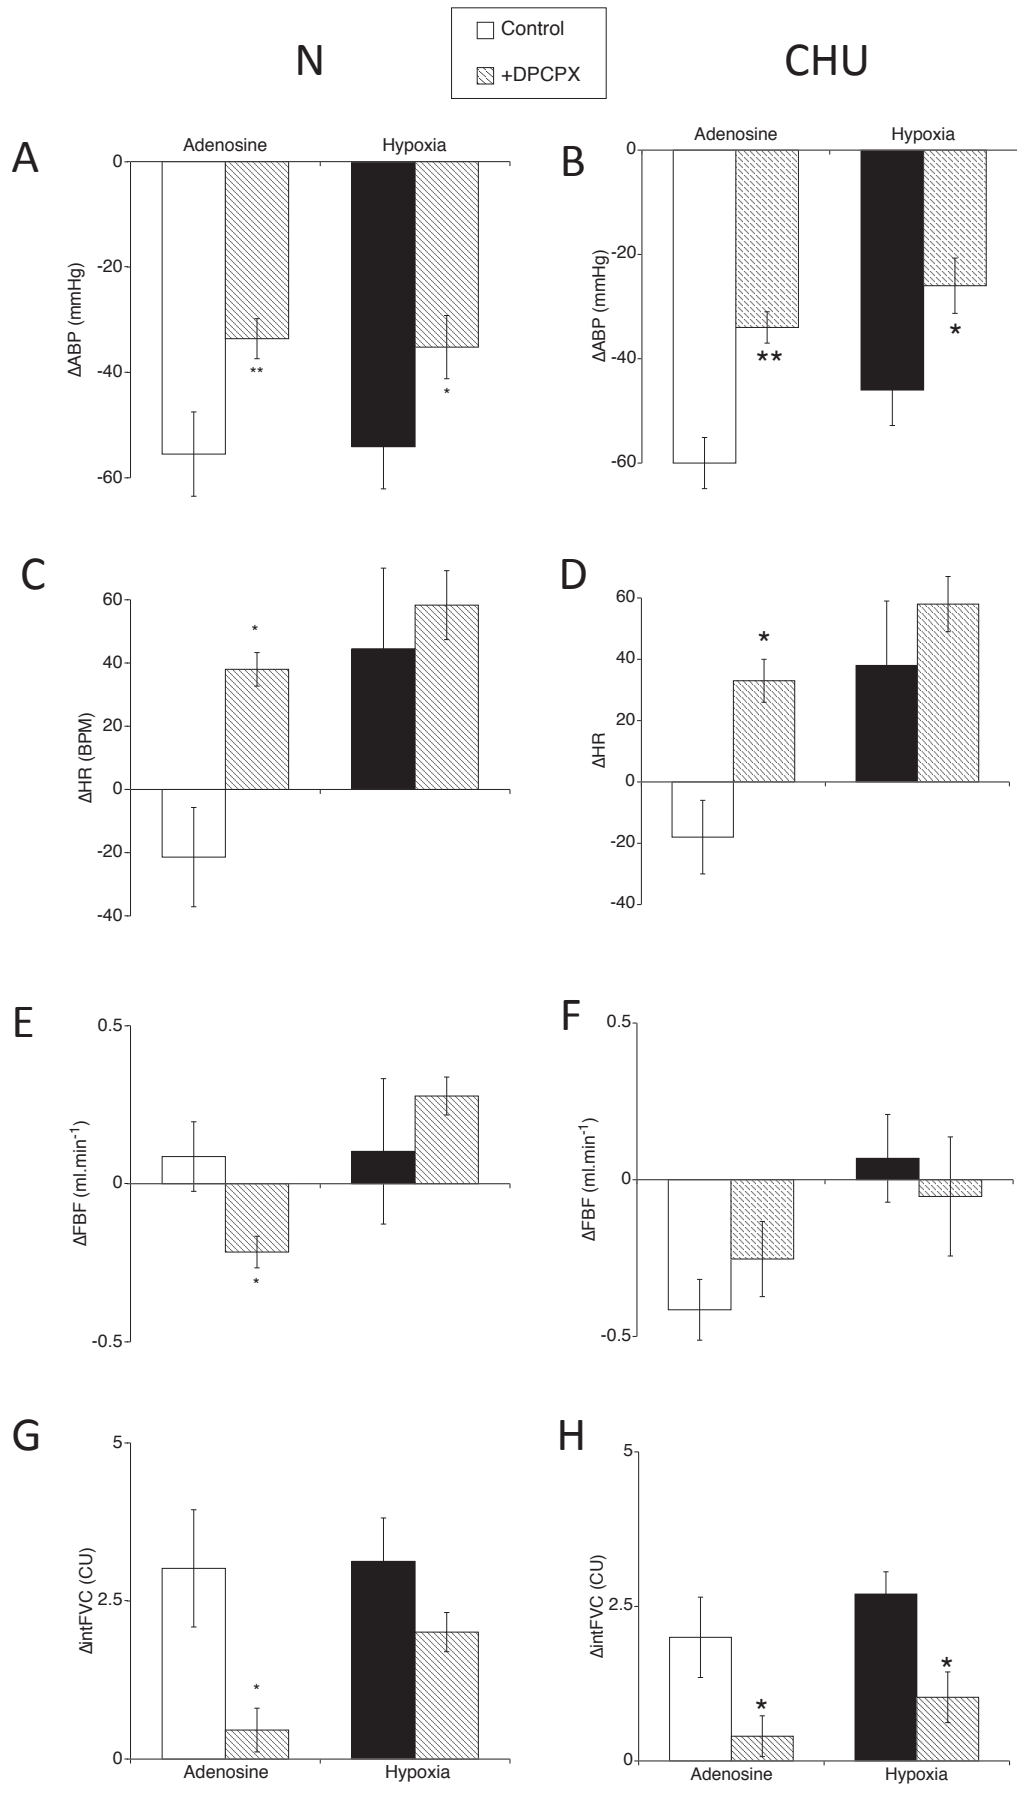 N
Control
+DPCPX
CHU
A
Adenosine Hypoxia
0
-20
-40
-60
ΔABP (mmHg)
**
*
B
Adenosine Hypoxia
0
-20
-40
-60
ΔABP (mmHg)
**
*
C
60
40
20
0
-20
-40
ΔHR (BPM)
*
D
60
40
20
0
-20
-40
ΔHR
*
E
0.5
0
-0.5
ΔFBF (ml.min⁻¹)
*
F
0.5
0
-0.5
ΔFBF (ml.min⁻¹)
G
5
2.5
0
ΔintFVC (CU)
*
Adenosine Hypoxia
H
5
2.5
0
ΔintFVC (CU)
*
*
Adenosine Hypoxia